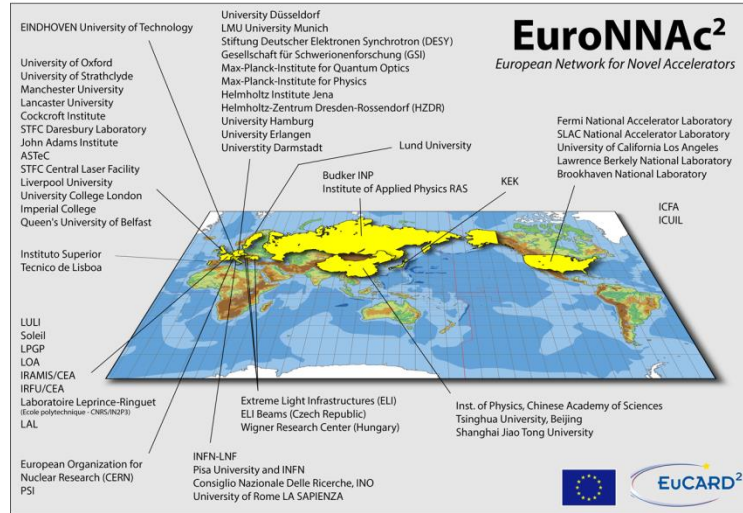 EuroNNAc²
European Network for Novel Accelerators
EINDHOVEN University of Technology
University of Oxford
University of Strathclyde
Manchester University
Lancaster University
Cockcroft Institute
STFC Daresbury Laboratory
John Adams Institute
ASTeC
STFC Central Laser Facility
Liverpool University
University College London
Imperial College
Queen's University of Belfast
Instituto Superior
Tecnico de Lisboa
University Düsseldorf
LMU University Munich
Stiftung Deutscher Elektronen Synchrotron (DESY)
Gesellschaft für Schwerionenforschung (GSI)
Max-Planck-Institute for Quantum Optics
Max-Planck-Institute for Physics
Helmholtz Institute Jena
Helmholtz-Zentrum Dresden-Rossendorf (HZDR)
University Hamburg
University Erlangen
Universtity Darmstadt
Lund University
Budker INP
Institute of Applied Physics RAS
KEK
Fermi National Accelerator Laboratory
SLAC National Accelerator Laboratory
University of California Los Angeles
Lawrence Berkely National Laboratory
Brookhaven National Laboratory
ICFA
ICUIL
LULI
Soleil
LPGP
LOA
IRAMIS/CEA
IRFU/CEA
Laboratoire Leprince-Ringuet
(Ecole polytechnique - CNRS/IN2P3)
LAL
European Organization for
Nuclear Research (CERN)
PSI
Extreme Light Infrastructures (ELI)
ELI Beams (Czech Republic)
Wigner Research Center (Hungary)
INFN-LNF
Pisa University and INFN
Consiglio Nazionale Delle Ricerche, INO
University of Rome LA SAPIENZA
Inst. of Physics, Chinese Academy of Sciences
Tsinghua University, Beijing
Shanghai Jiao Tong University
EuCARD²